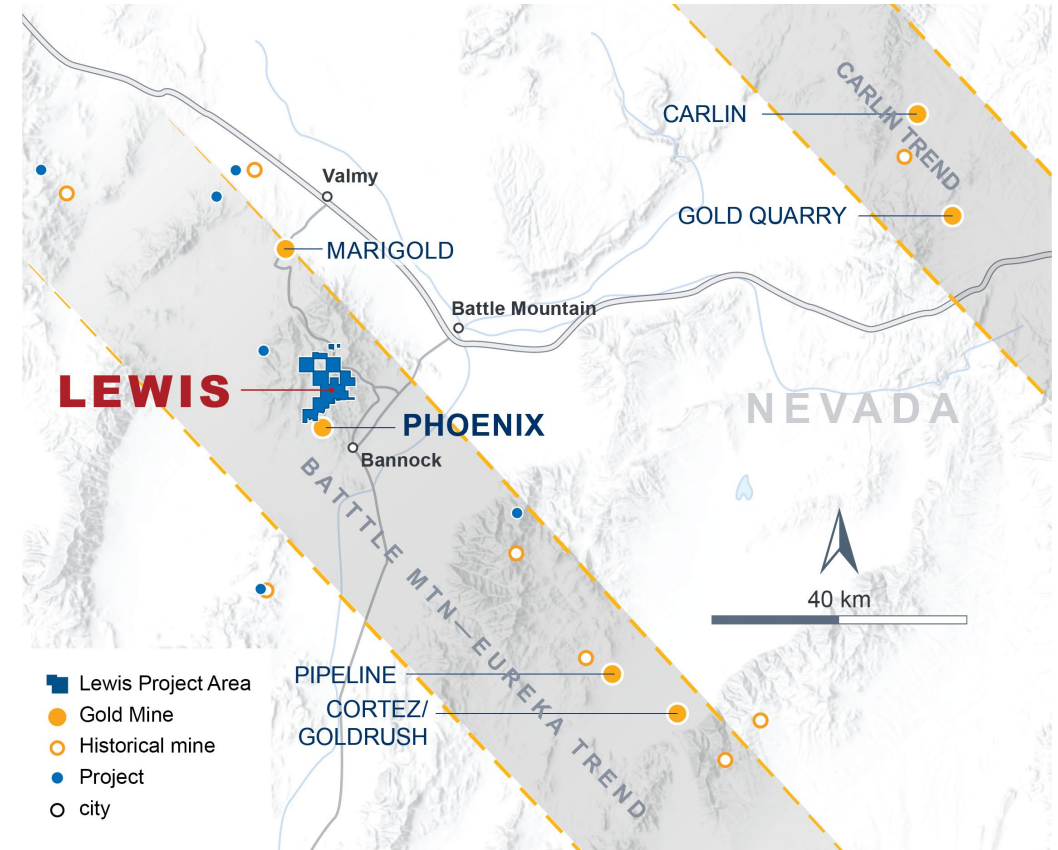 CARLIN TREND
CARLIN
Valmy
GOLD QUARRY
MARIGOLD
Battle Mountain
LEWIS
NEVADA
PHOENIX
Bannock
BATTTLE MTN—EUREKA TREND
40 km
PIPELINE
CORTEZ/
GOLDRUSH
Lewis Project Area
Gold Mine
Historical mine
Project
city